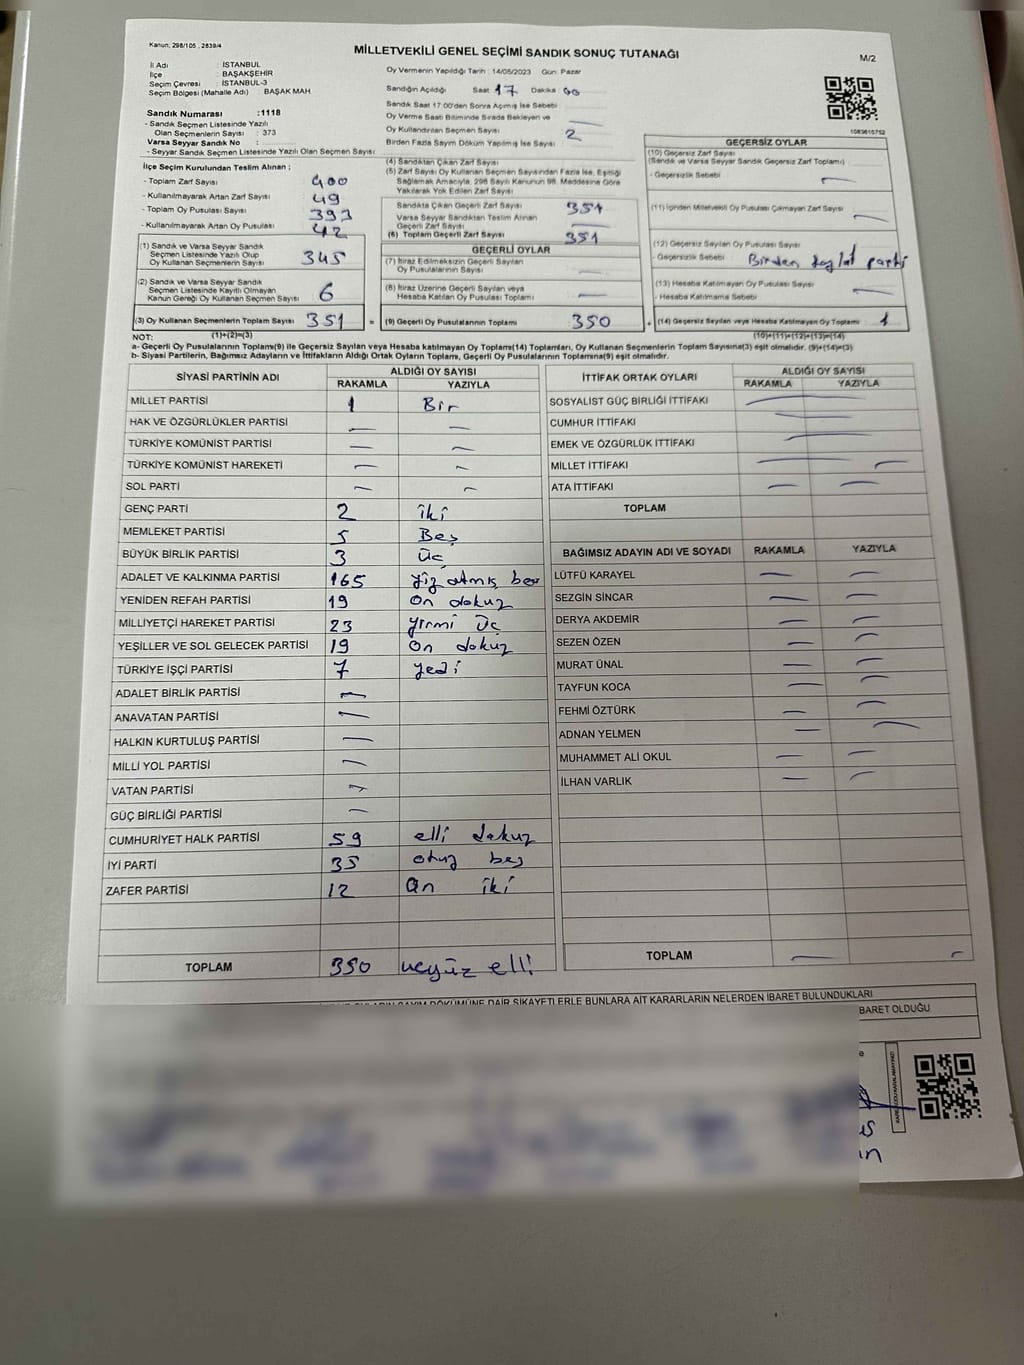 Kanun: 298/105 , 2839/4
MİLLETVEKİLİ GENEL SEÇİMİ SANDIK SONUÇ TUTANAĞI
M/2
İl Adı : İSTANBUL
İlçe : BAŞAKŞEHİR
Seçim Çevresi : İSTANBUL-3
Seçim Bölgesi (Mahalle Adı) : BAŞAK MAH
Sandık Numarası :1118
- Sandık Seçmen Listesinde Yazılı
Olan Seçmenlerin Sayısı : 373
Varsa Seyyar Sandık No :
- Seyyar Sandık Seçmen Listesinde Yazılı Olan Seçmen Sayısı :
İlçe Seçim Kurulundan Teslim Alınan ;
- Toplam Zarf Sayısı 400
- Kullanılmayarak Artan Zarf Sayısı 49
- Toplam Oy Pusulası Sayısı 393
- Kullanılmayarak Artan Oy Pusulası Sayısı 42
(1) Sandık ve Varsa Seyyar Sandık
Seçmen Listesinde Yazılı Olup
Oy Kullanan Seçmenlerin Sayısı 345
(2) Sandık ve Varsa Seyyar Sandık
Seçmen Listesinde Kayıtlı Olmayan
Kanun Gereği Oy Kullanan Seçmen Sayısı 6
(3) Oy Kullanan Seçmenlerin Toplam Sayısı 351 =
Oy Vermenin Yapıldığı Tarih : 14/05/2023 Gün: Pazar
Sandığın Açıldığı Saat 17 Dakika 00
Sandık Saat 17:00'den Sonra Açılmış İse Sebebi
Oy Verme Saati Bitiminde Sırada Bekleyen ve
Oy Kullandırılan Seçmen Sayısı 2
Birden Fazla Sayım Döküm Yapılmış İse Sayısı
(4) Sandıktan Çıkan Zarf Sayısı
(5) Zarf Sayısı Oy Kullanan Seçmen Sayısından Fazla İse, Eşitliği
Sağlamak Amacıyla, 298 Sayılı Kanunun 98. Maddesine Göre
Yakılarak Yok Edilen Zarf Sayısı
Sandıkta Çıkan Geçerli Zarf Sayısı 351
Varsa Seyyar Sandıktan Teslim Alınan
Geçerli Zarf Sayısı
(6) Toplam Geçerli Zarf Sayısı 351
GEÇERLİ OYLAR
(7) İtiraz Edilmeksizin Geçerli Sayılan
Oy Pusulalarının Sayısı
(8) İtiraz Üzerine Geçerli Sayılan veya
Hesaba Katılan Oy Pusulası Toplamı
(9) Geçerli Oy Pusulalarının Toplamı 350 +
1083615752
GEÇERSİZ OYLAR
(10) Geçersiz Zarf Sayısı
(Sandık ve Varsa Seyyar Sandık Geçersiz Zarf Toplamı)
- Geçersizlik Sebebi
(11) İçinden Milletvekili Oy Pusulası Çıkmayan Zarf Sayısı
(12) Geçersiz Sayılan Oy Pusulası Sayısı
- Geçersizlik Sebebi Birden parti
(13) Hesaba Katılmayan Oy Pusulası Sayısı
- Hesaba Katılmama Sebebi
(14) Geçersiz Sayılan veya Hesaba Katılmayan Oy Toplamı 1
NOT: (1)+(2)=(3) (10)+(11)+(12)+(13)=(14)
a- Geçerli Oy Pusulalarının Toplamı(9) ile Geçersiz Sayılan veya Hesaba katılmayan Oy Toplamı(14) Toplamları, Oy Kullanan Seçmenlerin Toplam Sayısına(3) eşit olmalıdır. (9)+(14)=(3)
b- Siyasi Partilerin, Bağımsız Adayların ve İttifakların Aldığı Ortak Oyların Toplamı, Geçerli Oy Pusulalarının Toplamına(9) eşit olmalıdır.
SİYASİ PARTİNİN ADI ALDIĞI OY SAYISI
RAKAMLA YAZIYLA
MİLLET PARTİSİ 1 Bir
HAK VE ÖZGÜRLÜKLER PARTİSİ — —
TÜRKİYE KOMÜNİST PARTİSİ — —
TÜRKİYE KOMÜNİST HAREKETİ — —
SOL PARTİ — —
GENÇ PARTİ 2 iki
MEMLEKET PARTİSİ 5 Beş
BÜYÜK BİRLİK PARTİSİ 3 üç
ADALET VE KALKINMA PARTİSİ 165 yüz atmış beş
YENİDEN REFAH PARTİSİ 19 on dokuz
MİLLİYETÇİ HAREKET PARTİSİ 23 yirmi üç
YEŞİLLER VE SOL GELECEK PARTİSİ 19 on dokuz
TÜRKİYE İŞÇİ PARTİSİ 7 yedi
ADALET BİRLİK PARTİSİ —
ANAVATAN PARTİSİ —
HALKIN KURTULUŞ PARTİSİ —
MİLLİ YOL PARTİSİ —
VATAN PARTİSİ —
GÜÇ BİRLİĞİ PARTİSİ —
CUMHURİYET HALK PARTİSİ 59 elli dokuz
İYİ PARTİ 35 otuz beş
ZAFER PARTİSİ 12 on iki
TOPLAM 350 üçyüz elli
İTTİFAK ORTAK OYLARI ALDIĞI OY SAYISI
RAKAMLA YAZIYLA
SOSYALİST GÜÇ BİRLİĞİ İTTİFAKI —
CUMHUR İTTİFAKI —
EMEK VE ÖZGÜRLÜK İTTİFAKI —
MİLLET İTTİFAKI — —
ATA İTTİFAKI — —
TOPLAM
BAĞIMSIZ ADAYIN ADI VE SOYADI RAKAMLA YAZIYLA
LÜTFÜ KARAYEL — —
SEZGİN SİNCAR — —
DERYA AKDEMİR — —
SEZEN ÖZEN — —
MURAT ÜNAL — —
TAYFUN KOCA — —
FEHMİ ÖZTÜRK — —
ADNAN YELMEN — —
MUHAMMET ALİ OKUL — —
İLHAN VARLIK — —
TOPLAM — —
OYLARIN SAYIM DÖKÜMÜNE DAİR ŞİKAYETLERLE BUNLARA AİT KARARLARIN NELERDEN İBARET BULUNDUKLARI
BARET OLDUĞU